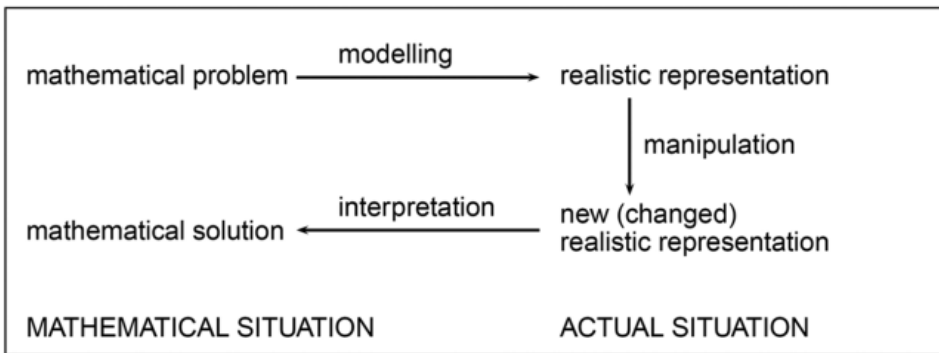 modelling
mathematical problem
realistic representation
manipulation
interpretation
new (changed)
realistic representation
mathematical solution
MATHEMATICAL SITUATION
ACTUAL SITUATION